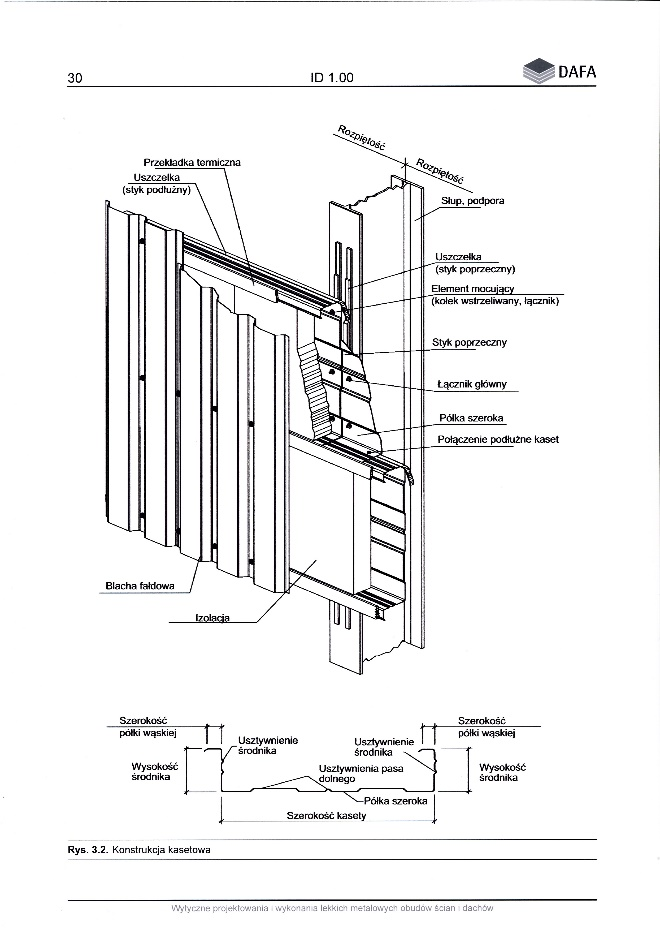 30
ID 1.00
DAFA
Rozpiętość
Rozpiętość
Przekładka termiczna
Uszczelka
(styk podłużny)
Słup, podpora
Uszczelka
(styk poprzeczny)
Element mocujący
(kołek wstrzeliwany, łącznik)
Styk poprzeczny
Łącznik główny
Półka szeroka
Połączenie podłużne kaset
Blacha fałdowa
Izolacja
Szerokość
półki wąskiej
Usztywnienie
środnika
Wysokość
środnika
Usztywnienia pasa
dolnego
Usztywnienie
środnika
Szerokość
półki wąskiej
Wysokość
środnika
Półka szeroka
Szerokość kasety
Rys. 3.2. Konstrukcja kasetowa
Wytyczne projektowania i wykonania lekkich metalowych obudów ścian i dachów